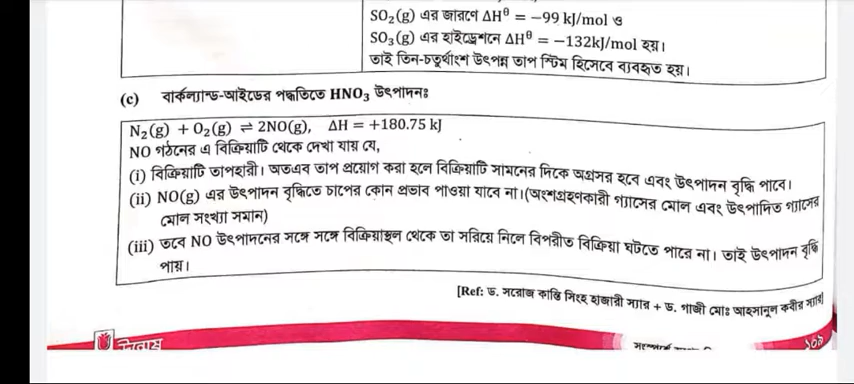 SO₂(g) এর জারণে ΔHᶿ = −99 kJ/mol ও
SO₃(g) এর হাইড্রেশনে ΔHᶿ = −132kJ/mol হয়।
তাই তিন-চতুর্থাংশ উৎপন্ন তাপ স্টিম হিসেবে ব্যবহৃত হয়।
(c) বার্কল্যান্ড-আইডের পদ্ধতিতে HNO₃ উৎপাদনঃ
N₂(g) + O₂(g) ⇌ 2NO(g), ΔH = +180.75 kJ
NO গঠনের এ বিক্রিয়াটি থেকে দেখা যায় যে,
(i) বিক্রিয়াটি তাপহারী। অতএব তাপ প্রয়োগ করা হলে বিক্রিয়াটি সামনের দিকে অগ্রসর হবে এবং উৎপাদন বৃদ্ধি পাবে।
(ii) NO(g) এর উৎপাদন বৃদ্ধিতে চাপের কোন প্রভাব পাওয়া যাবে না।(অংশগ্রহণকারী গ্যাসের মোল এবং উৎপাদিত গ্যাসের
মোল সংখ্যা সমান)
(iii) তবে NO উৎপাদনের সঙ্গে সঙ্গে বিক্রিয়াস্থল থেকে তা সরিয়ে নিলে বিপরীত বিক্রিয়া ঘটতে পারে না। তাই উৎপাদন বৃদ্ধি
পায়।
[Ref: ড. সরোজ কান্তি সিংহ হাজারী স্যার + ড. গাজী মোঃ আহসানুল কবীর স্যার]
১০৯